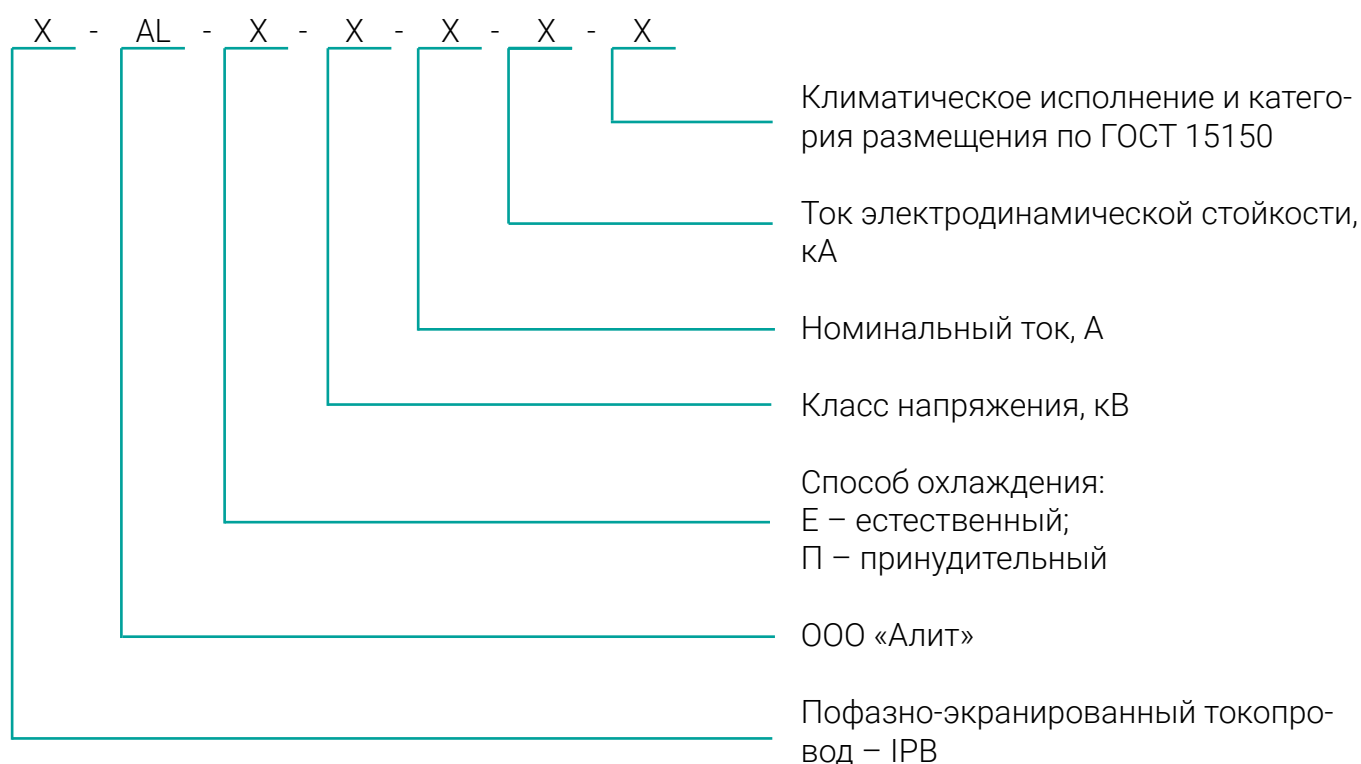 X - AL - X - X - X - X - X
Климатическое исполнение и катего-
рия размещения по ГОСТ 15150
Ток электродинамической стойкости,
кА
Номинальный ток, А
Класс напряжения, кВ
Способ охлаждения:
Е – естественный;
П – принудительный
ООО «Алит»
Пофазно-экранированный токопро-
вод – IPB